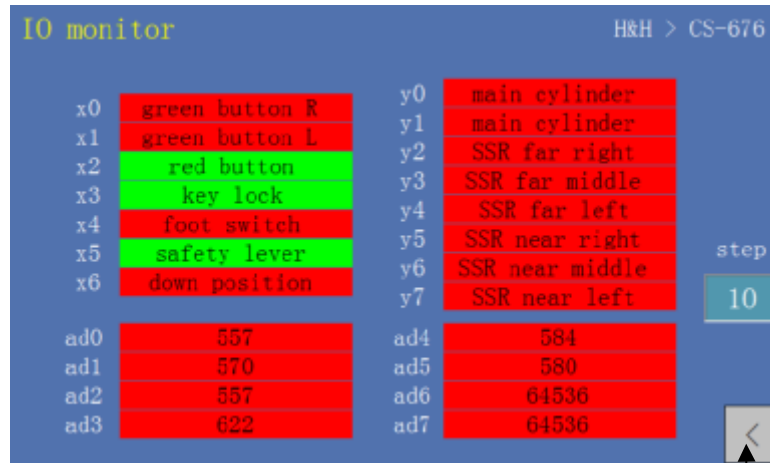 IO monitor
H&H > CS-676
x0 green button R
x1 green button L
x2 red button
x3 key lock
x4 foot switch
x5 safety lever
x6 down position
y0 main cylinder
y1 main cylinder
y2 SSR far right
y3 SSR far middle
y4 SSR far left
y5 SSR near right
y6 SSR near middle
y7 SSR near left
step
10
ad0 557
ad1 570
ad2 557
ad3 622
ad4 584
ad5 580
ad6 64536
ad7 64536
<